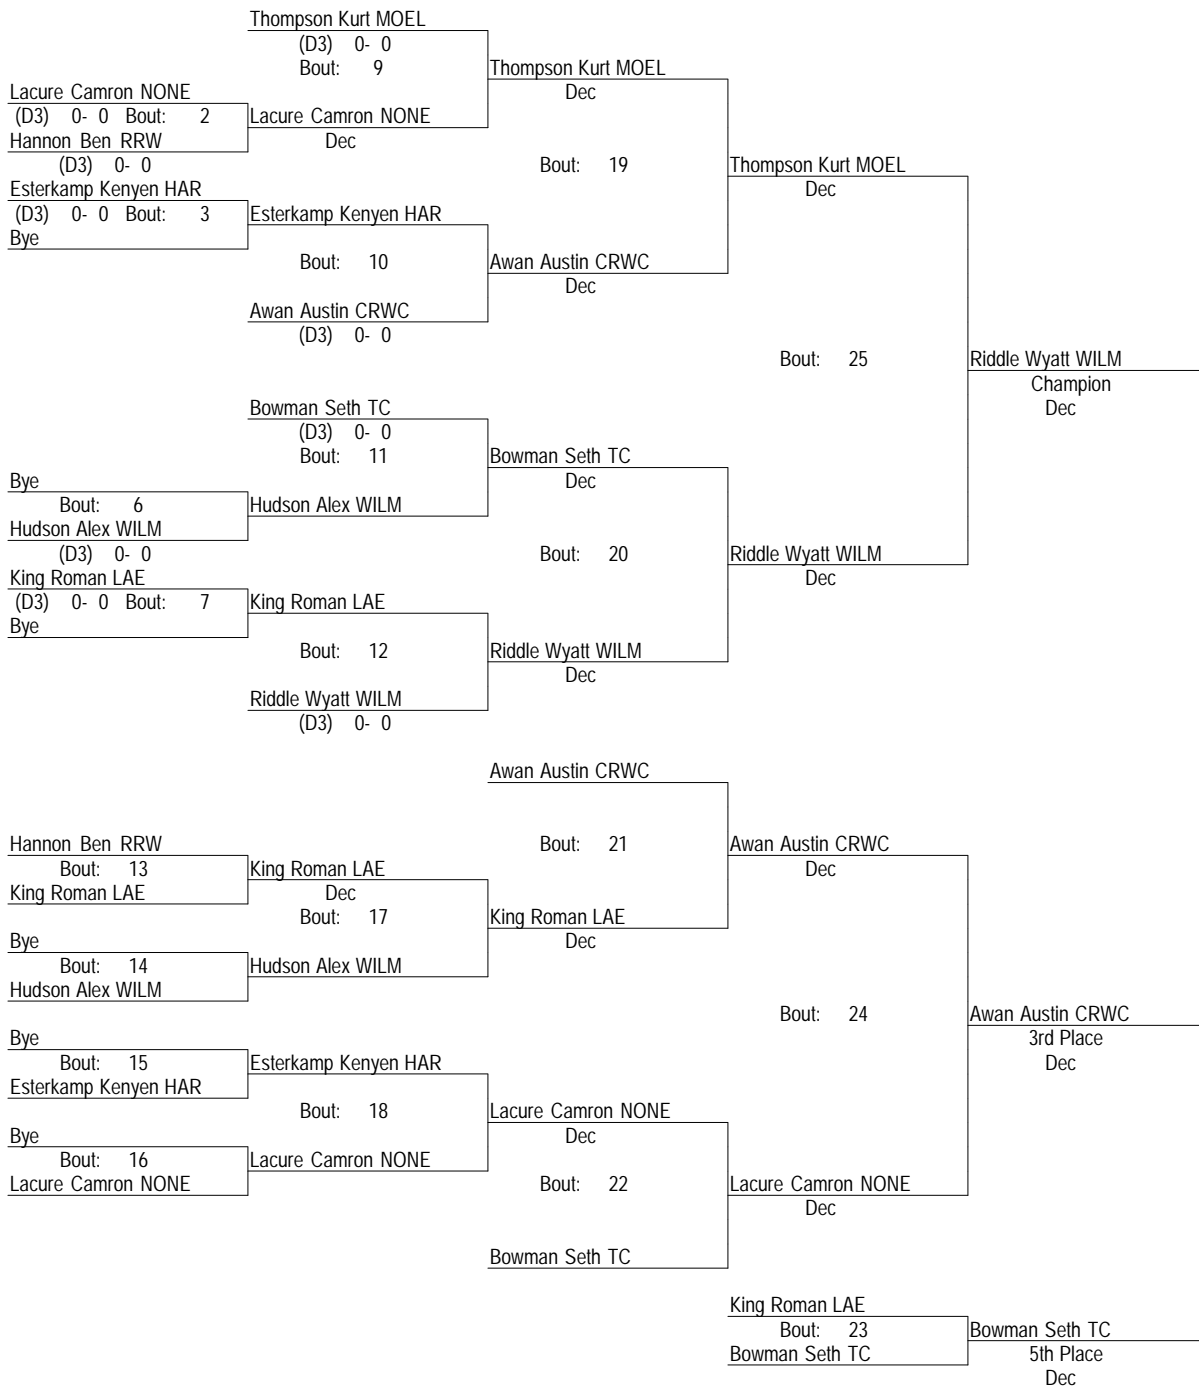 Thompson Kurt MOEL
(D3) 0- 0
Bout: 9 Thompson Kurt MOEL
Lacure Camron NONE Dec
(D3) 0- 0 Bout: 2 Lacure Camron NONE
Hannon Ben RRW Dec
(D3) 0- 0 Bout: 19 Thompson Kurt MOEL
Esterkamp Kenyen HAR Dec
(D3) 0- 0 Bout: 3 Esterkamp Kenyen HAR
Bye
Bout: 10 Awan Austin CRWC
Dec
Awan Austin CRWC
(D3) 0- 0
Bout: 25 Riddle Wyatt WILM
Champion
Bowman Seth TC Dec
(D3) 0- 0
Bout: 11 Bowman Seth TC
Bye Dec
Bout: 6 Hudson Alex WILM
Hudson Alex WILM
(D3) 0- 0 Bout: 20 Riddle Wyatt WILM
King Roman LAE Dec
(D3) 0- 0 Bout: 7 King Roman LAE
Bye
Bout: 12 Riddle Wyatt WILM
Dec
Riddle Wyatt WILM
(D3) 0- 0
Awan Austin CRWC
Hannon Ben RRW Bout: 21 Awan Austin CRWC
Bout: 13 King Roman LAE Dec
King Roman LAE Dec
Bout: 17 King Roman LAE
Bye Dec
Bout: 14 Hudson Alex WILM
Hudson Alex WILM
Bout: 24 Awan Austin CRWC
Bye 3rd Place
Bout: 15 Esterkamp Kenyen HAR Dec
Esterkamp Kenyen HAR
Bout: 18 Lacure Camron NONE
Bye Dec
Bout: 16 Lacure Camron NONE
Lacure Camron NONE Bout: 22 Lacure Camron NONE
Dec
Bowman Seth TC
King Roman LAE
Bout: 23 Bowman Seth TC
Bowman Seth TC 5th Place
Dec